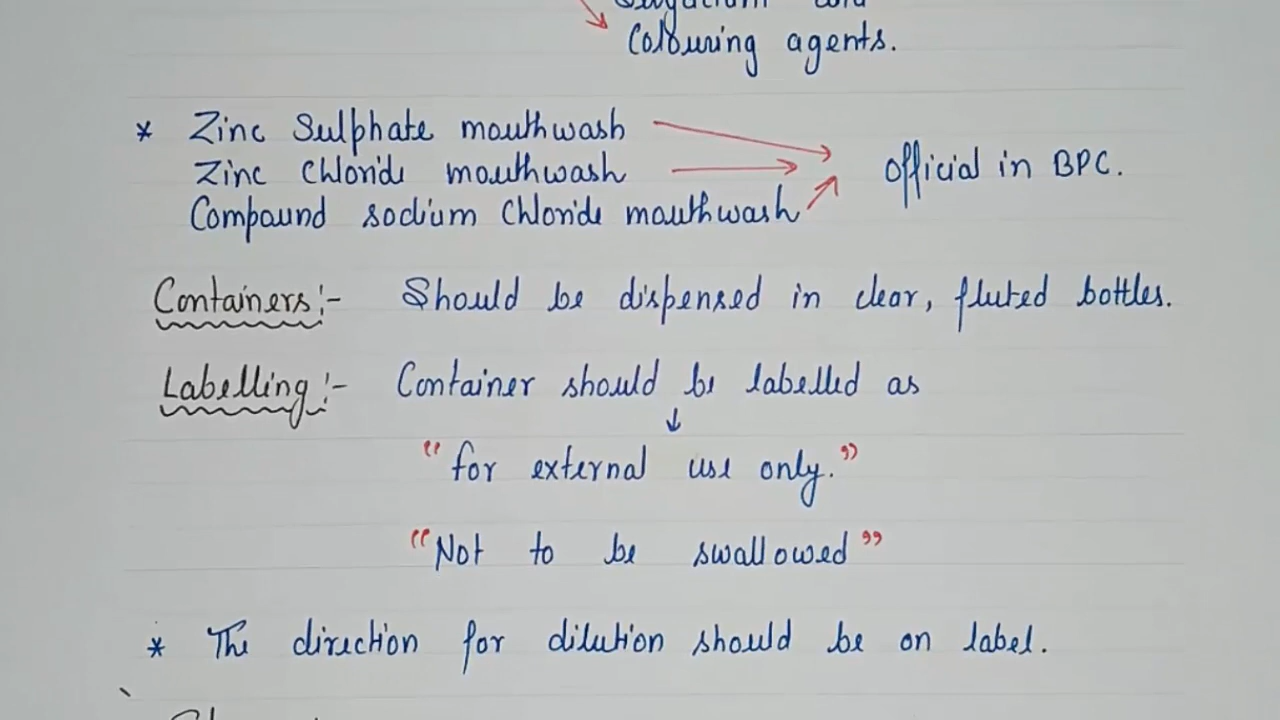 Colouring agents.
* Zinc Sulphate mouthwash
Zinc Chloride mouthwash
Compound sodium Chloride mouthwash
official in BPC.
Containers:- Should be dispensed in clear, fluted bottles.
Labelling:- Container should be labelled as
"for external use only."
"Not to be swallowed"
* The direction for dilution should be on label.